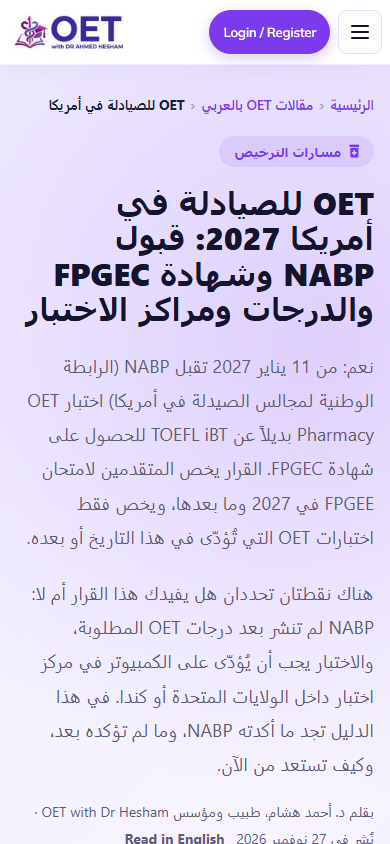 OET
with DR AHMED HESHAM
Login / Register
الرئيسية › مقالات OET بالعربي › OET للصيادلة في أمريكا
مسارات الترخيص
OET للصيادلة في
أمريكا 2027: قبول
NABP وشهادة FPGEC
والدرجات ومراكز الاختبار
نعم: من 11 يناير 2027 تقبل NABP (الرابطة
الوطنية لمجالس الصيدلة في أمريكا) اختبار OET
Pharmacy بديلاً عن TOEFL iBT للحصول على
شهادة FPGEC. القرار يخص المتقدمين لامتحان
FPGEE في 2027 وما بعدها، ويخص فقط
اختبارات OET التي تُؤدّى في هذا التاريخ أو بعده.
هناك نقطتان تحددان هل يفيدك هذا القرار أم لا:
NABP لم تنشر بعد درجات OET المطلوبة،
والاختبار يجب أن يُؤدّى على الكمبيوتر في مركز
اختبار داخل الولايات المتحدة أو كندا. في هذا
الدليل تجد ما أكدته NABP، وما لم تؤكده بعد،
وكيف تستعد من الآن.
بقلم د. أحمد هشام، طبيب ومؤسس OET with Dr Hesham ·
نُشر في 27 نوفمبر 2026 Read in English